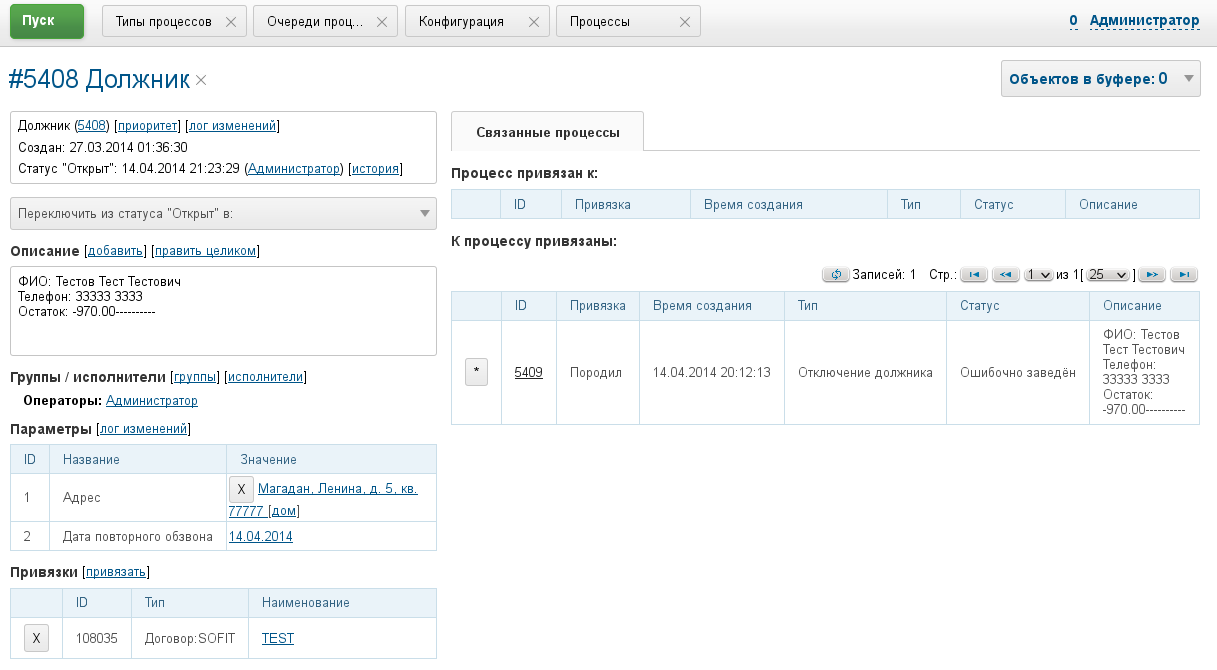 Пуск
Типы процессов
Очереди проц...
Конфигурация
Процессы
0 Администратор
#5408 Должник
Объектов в буфере: 0
Должник (5408) [приоритет] [лог изменений]
Создан: 27.03.2014 01:36:30
Статус "Открыт": 14.04.2014 21:23:29 (Администратор) [история]
Переключить из статуса "Открыт" в:
Описание [добавить] [править целиком]
ФИО: Тестов Тест Тестович
Телефон: 33333 3333
Остаток: -970.00----------
Группы / исполнители [группы] [исполнители]
Операторы: Администратор
Параметры [лог изменений]
ID Название Значение
1 Адрес X Магадан, Ленина, д. 5, кв.
77777 [дом]
2 Дата повторного обзвона 14.04.2014
Привязки [привязать]
ID Тип Наименование
X 108035 Договор:SOFIT TEST
Связанные процессы
Процесс привязан к:
ID Привязка Время создания Тип Статус Описание
К процессу привязаны:
Записей: 1 Стр.: 1 из 1[ 25 ]
ID Привязка Время создания Тип Статус Описание
* 5409 Породил 14.04.2014 20:12:13 Отключение должника Ошибочно заведён
ФИО: Тестов
Тест Тестович
Телефон:
33333 3333
Остаток:
-970.00----------